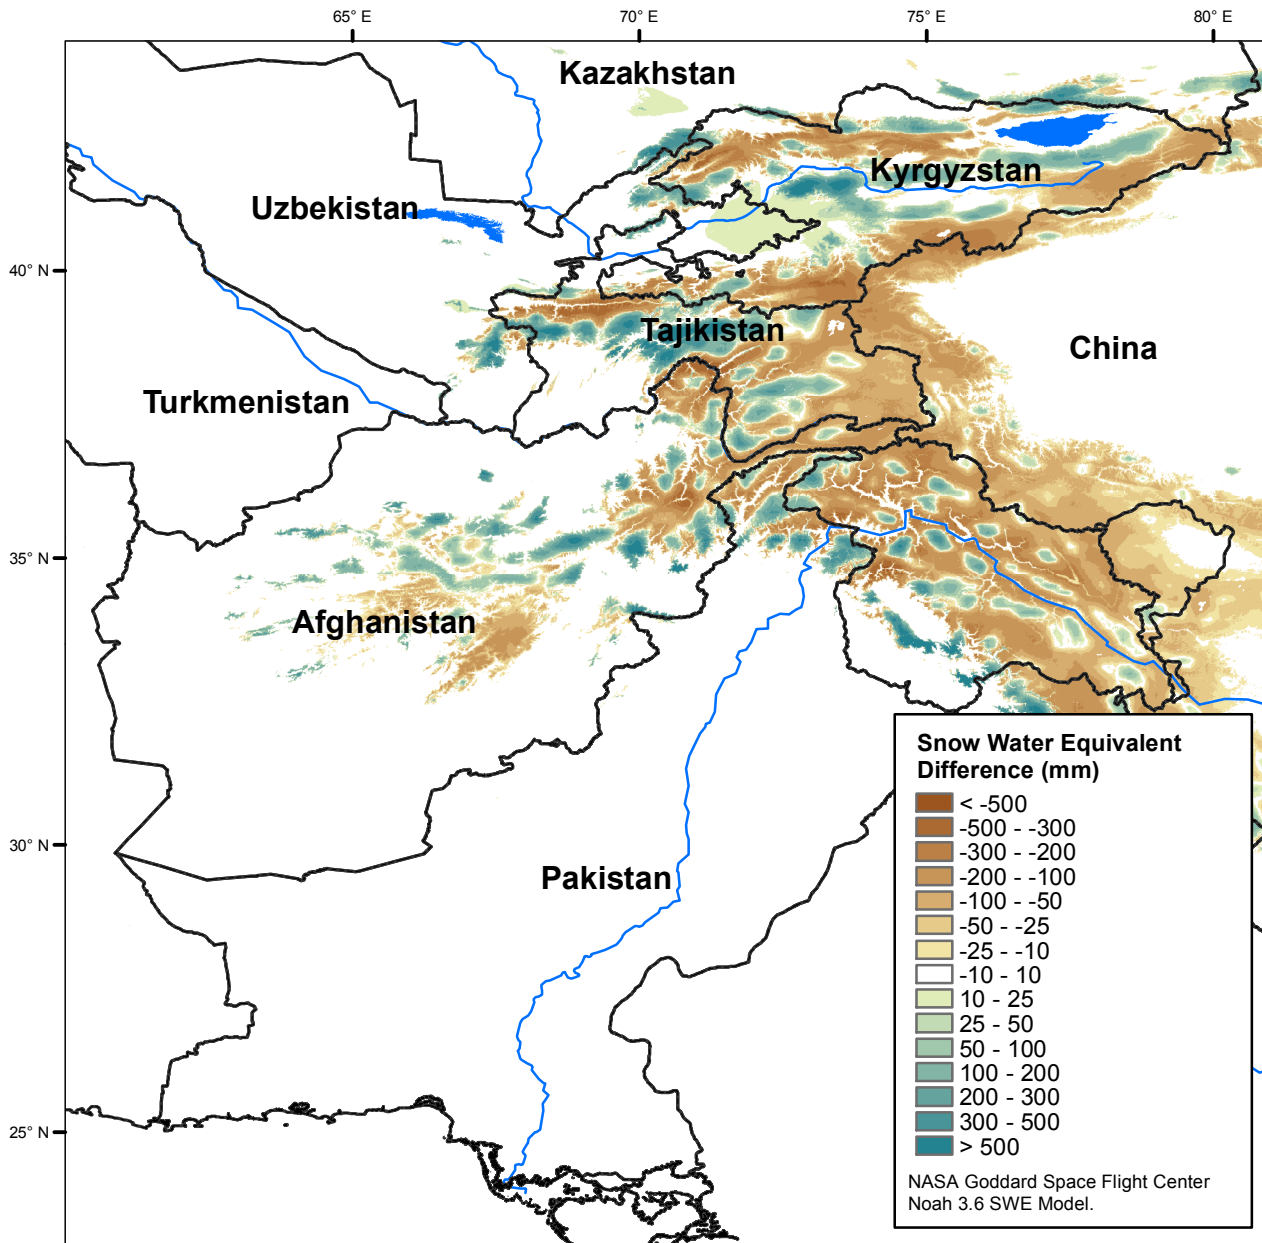 65° E
70° E
75° E
80° E
Kazakhstan
Kyrgyzstan
Uzbekistan
40° N
Tajikistan
China
Turkmenistan
35° N
Afghanistan
Snow Water Equivalent
Difference (mm)
< -500
-500 - -300
-300 - -200
-200 - -100
-100 - -50
-50 - -25
-25 - -10
-10 - 10
10 - 25
25 - 50
50 - 100
100 - 200
200 - 300
300 - 500
> 500
NASA Goddard Space Flight Center
Noah 3.6 SWE Model.
30° N
Pakistan
25° N